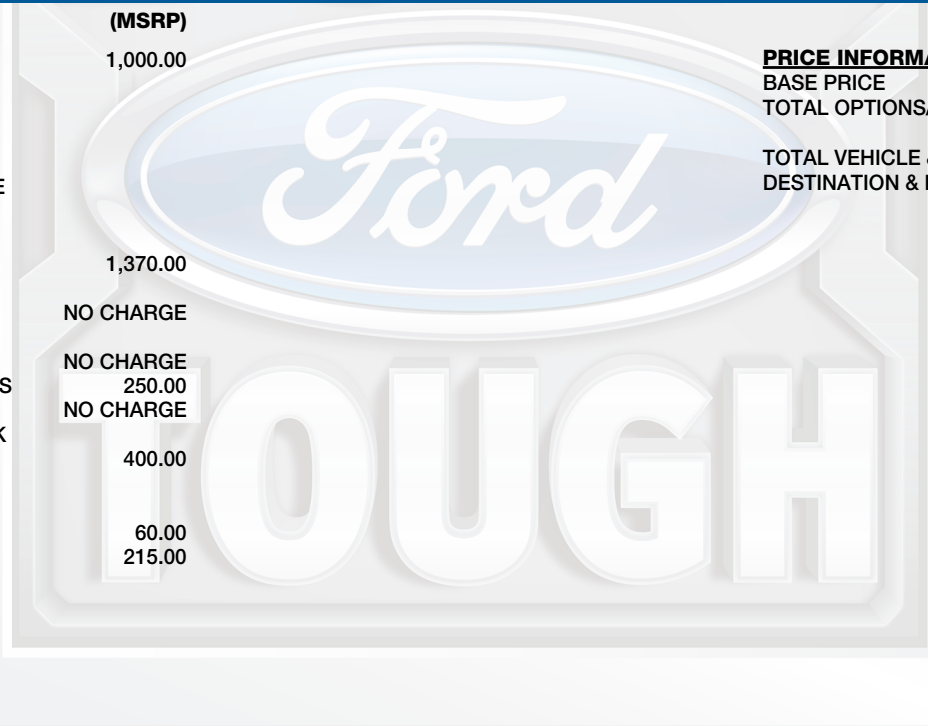 (MSRP)
1,000.00
PRICE INFORMA
BASE PRICE
TOTAL OPTIONS/
TOTAL VEHICLE &
DESTINATION &
E
1,370.00
NO CHARGE
NO CHARGE
S 250.00
NO CHARGE
K
400.00
60.00
215.00
Ford
TOUGH